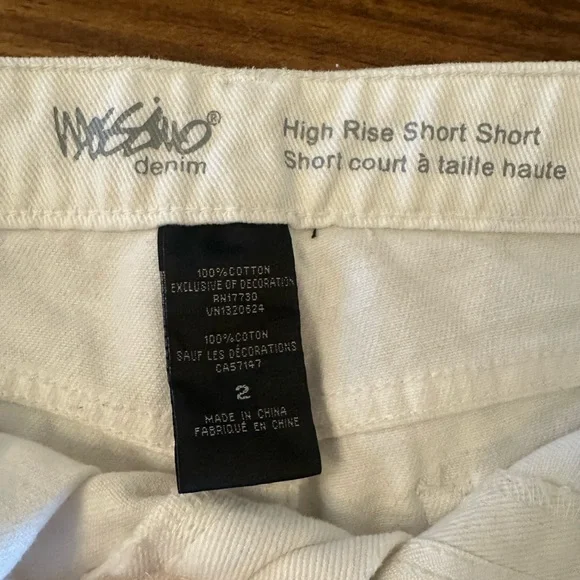 Mossimo®
denim
High Rise Short Short
Short court à taille haute
100%COTTON
EXCLUSIVE OF DECORATION
RN17730
VN1320624
100%COTON
SAUF LES DÉCORATIONS
CA57147
2
MADE IN CHINA
FABRIQUÉ EN CHINE